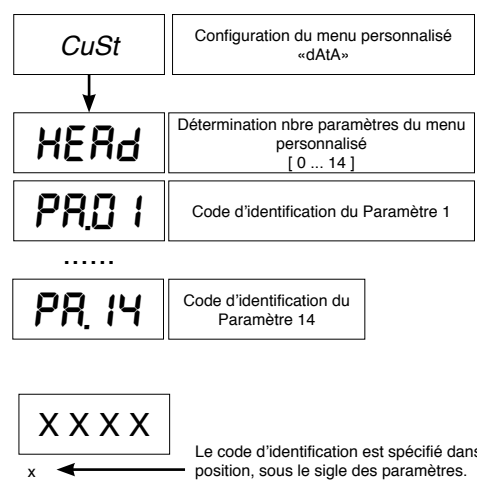 CuSt
Configuration du menu personnalisé
«dAtA»
HEAd
Détermination nbre paramètres du menu
personnalisé
[ 0 ... 14 ]
PA.01
Code d'identification du Paramètre 1
......
PA.14
Code d'identification du
Paramètre 14
X X X X
Le code d'identification est spécifié dans
x
position, sous le sigle des paramètres.